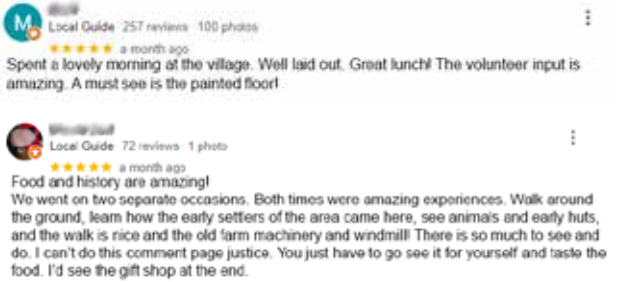 M
Local Guide 257 reviews 100 photos
★★★★★ a month ago
Spent a lovely morning at the village. Well laid out. Great lunch! The volunteer input is
amazing. A must see is the painted floor!
Local Guide 72 reviews 1 photo
★★★★★ a month ago
Food and history are amazing!
We went on two separate occasions. Both times were amazing experiences. Walk around
the ground, learn how the early settlers of the area came here, see animals and early huts,
and the walk is nice and the old farm machinery and windmill! There is so much to see and
do. I can't do this comment page justice. You just have to go see it for yourself and taste the
food. I'd see the gift shop at the end.